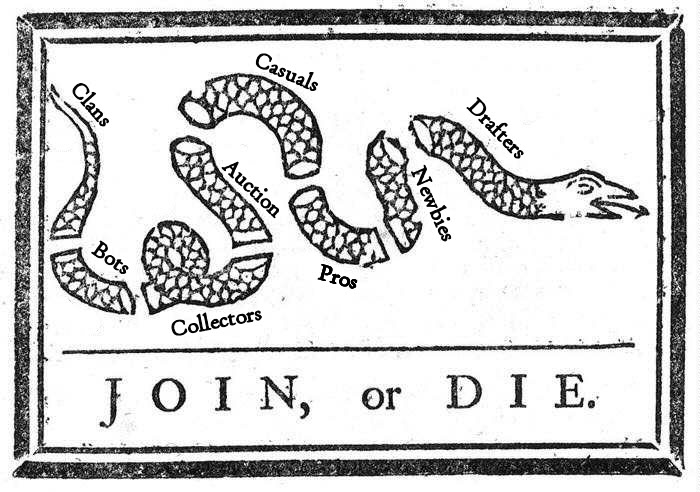 Clans
Casuals
Drafters
Auction
Newbies
Bots
Pros
Collectors
JOIN, or DIE.